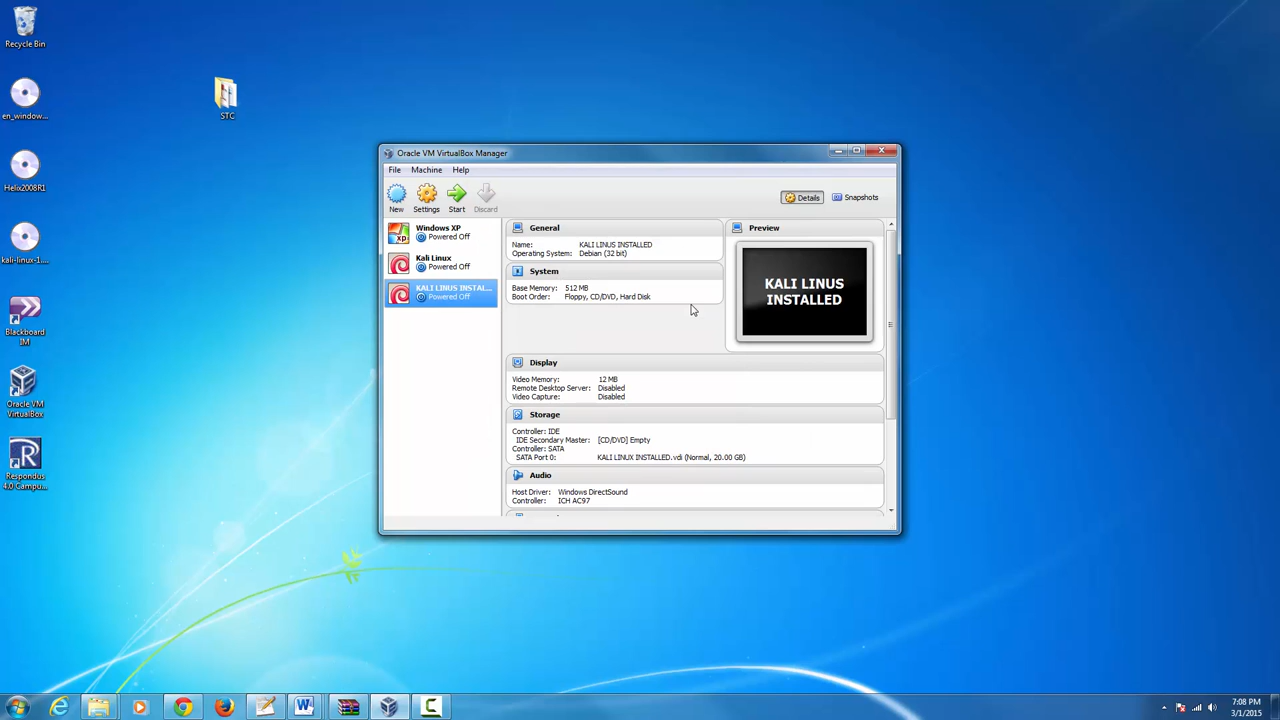 Recycle Bin
en_window...
Helix2008R1
kali-linux-1....
Blackboard
IM
Oracle VM
VirtualBox
Respondus
4.0 Campu...
STC
Oracle VM VirtualBox Manager
File Machine Help
New Settings Start Discard
Details Snapshots
XP
Windows XP
Powered Off
Kali Linux
Powered Off
KALI LINUS INSTAL...
Powered Off
General
Name: KALI LINUS INSTALLED
Operating System: Debian (32 bit)
System
Base Memory: 512 MB
Boot Order: Floppy, CD/DVD, Hard Disk
Preview
KALI LINUS
INSTALLED
Display
Video Memory: 12 MB
Remote Desktop Server: Disabled
Video Capture: Disabled
Storage
Controller: IDE
IDE Secondary Master: [CD/DVD] Empty
Controller: SATA
SATA Port 0: KALI LINUX INSTALLED.vdi (Normal, 20.00 GB)
Audio
Host Driver: Windows DirectSound
Controller: ICH AC97
7:08 PM
3/1/2015